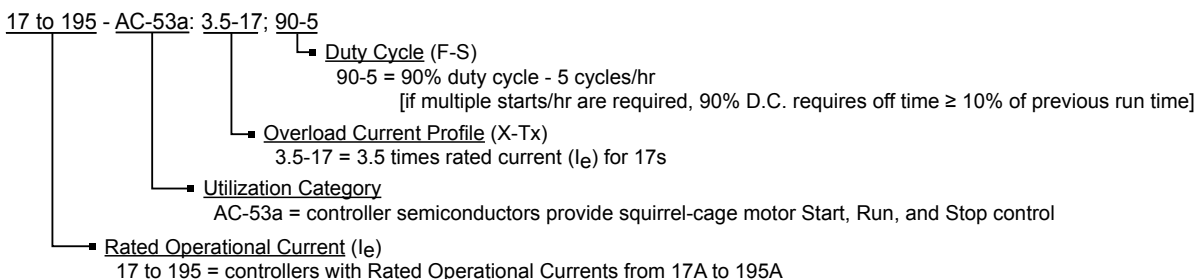 17 to 195 - AC-53a: 3.5-17; 90-5
Duty Cycle (F-S)
90-5 = 90% duty cycle - 5 cycles/hr
[if multiple starts/hr are required, 90% D.C. requires off time ≥ 10% of previous run time]
Overload Current Profile (X-Tx)
3.5-17 = 3.5 times rated current (Ie) for 17s
Utilization Category
AC-53a = controller semiconductors provide squirrel-cage motor Start, Run, and Stop control
Rated Operational Current (Ie)
17 to 195 = controllers with Rated Operational Currents from 17A to 195A